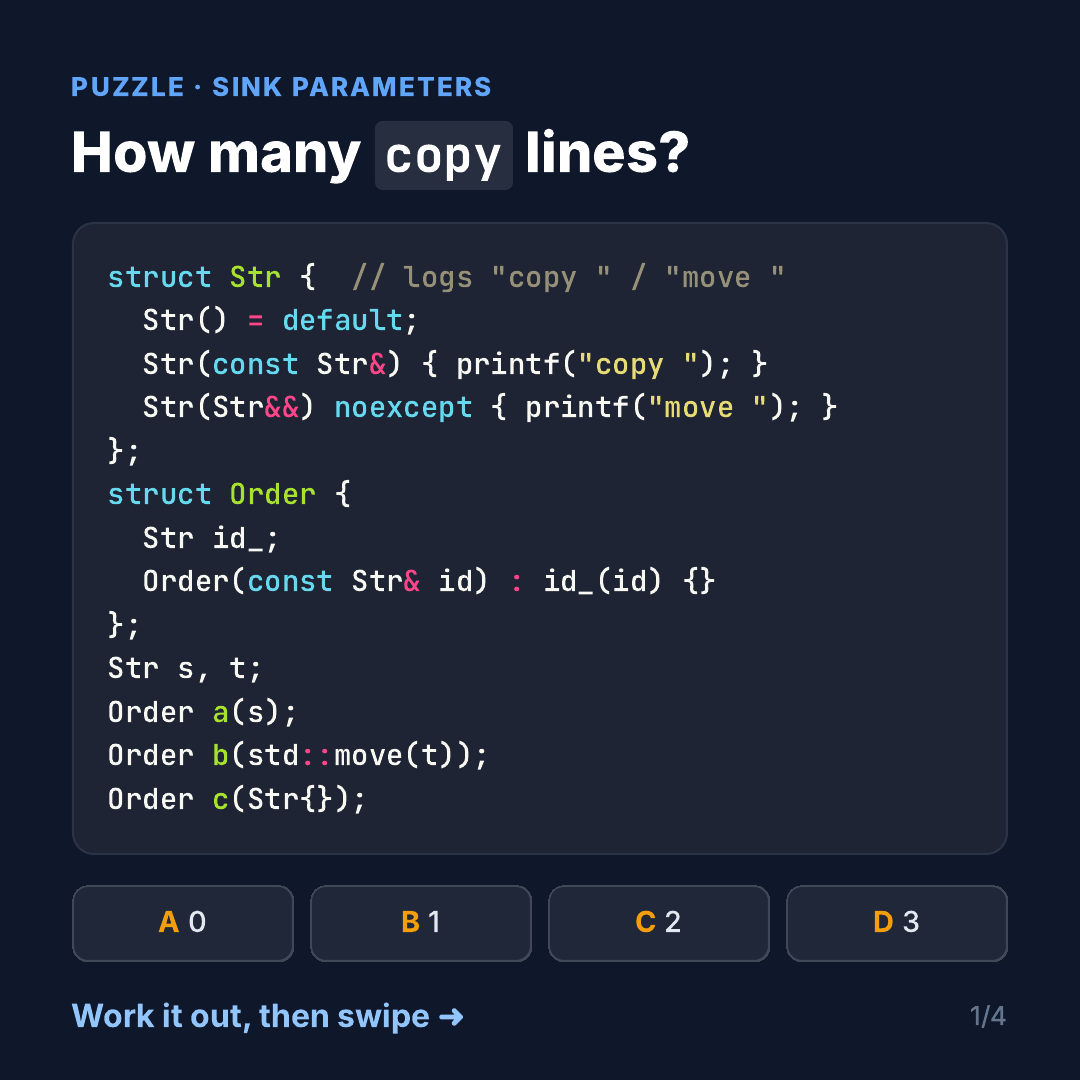 PUZZLE · SINK PARAMETERS
How many copy lines?
struct Str {  // logs "copy " / "move "
  Str() = default;
  Str(const Str&) { printf("copy "); }
  Str(Str&&) noexcept { printf("move "); }
};
struct Order {
  Str id_;
  Order(const Str& id) : id_(id) {}
};
Str s, t;
Order a(s);
Order b(std::move(t));
Order c(Str{});
A 0
B 1
C 2
D 3
Work it out, then swipe ➜
1/4